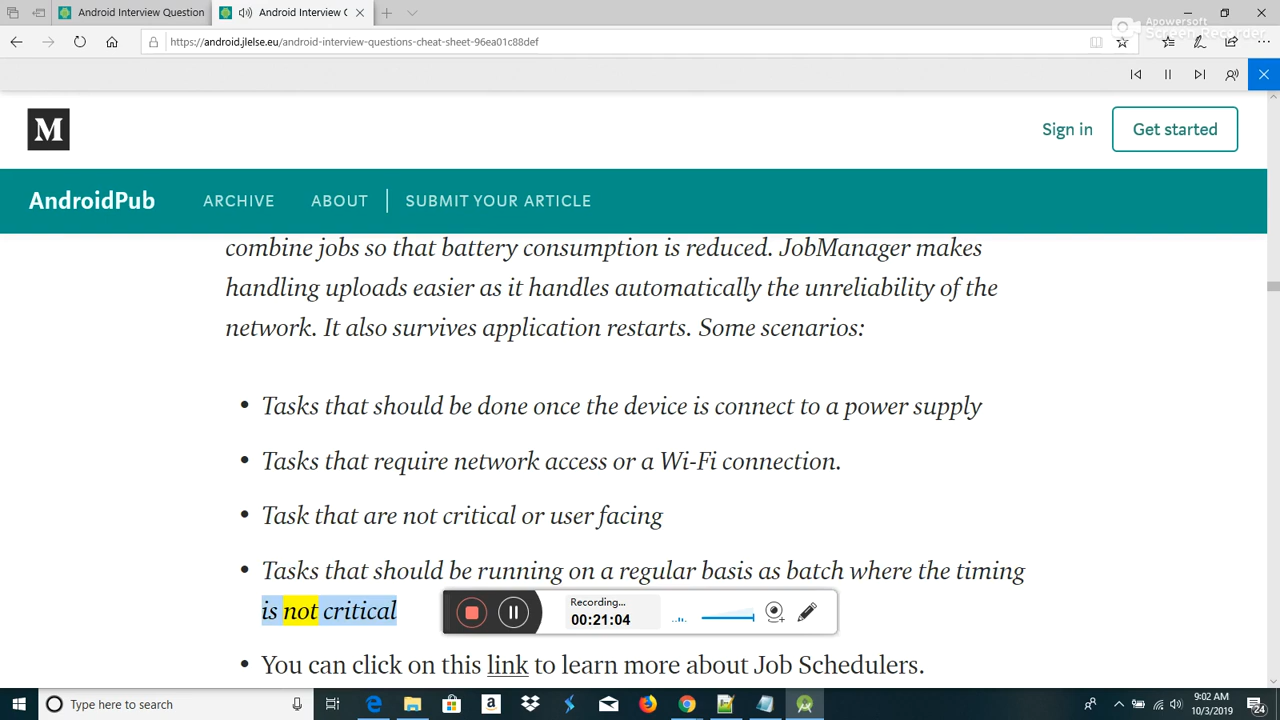 Android Interview Question
Android Interview C
Apowersoft
Screen Recorder
https://android.jlelse.eu/android-interview-questions-cheat-sheet-96ea01c88def
M
Sign in
Get started
AndroidPub
ARCHIVE
ABOUT
SUBMIT YOUR ARTICLE
combine jobs so that battery consumption is reduced. JobManager makes
handling uploads easier as it handles automatically the unreliability of the
network. It also survives application restarts. Some scenarios:
• Tasks that should be done once the device is connect to a power supply
• Tasks that require network access or a Wi-Fi connection.
• Task that are not critical or user facing
• Tasks that should be running on a regular basis as batch where the timing
is not critical
Recording...
00:21:04
• You can click on this link to learn more about Job Schedulers.
Type here to search
9:02 AM
10/3/2019
24